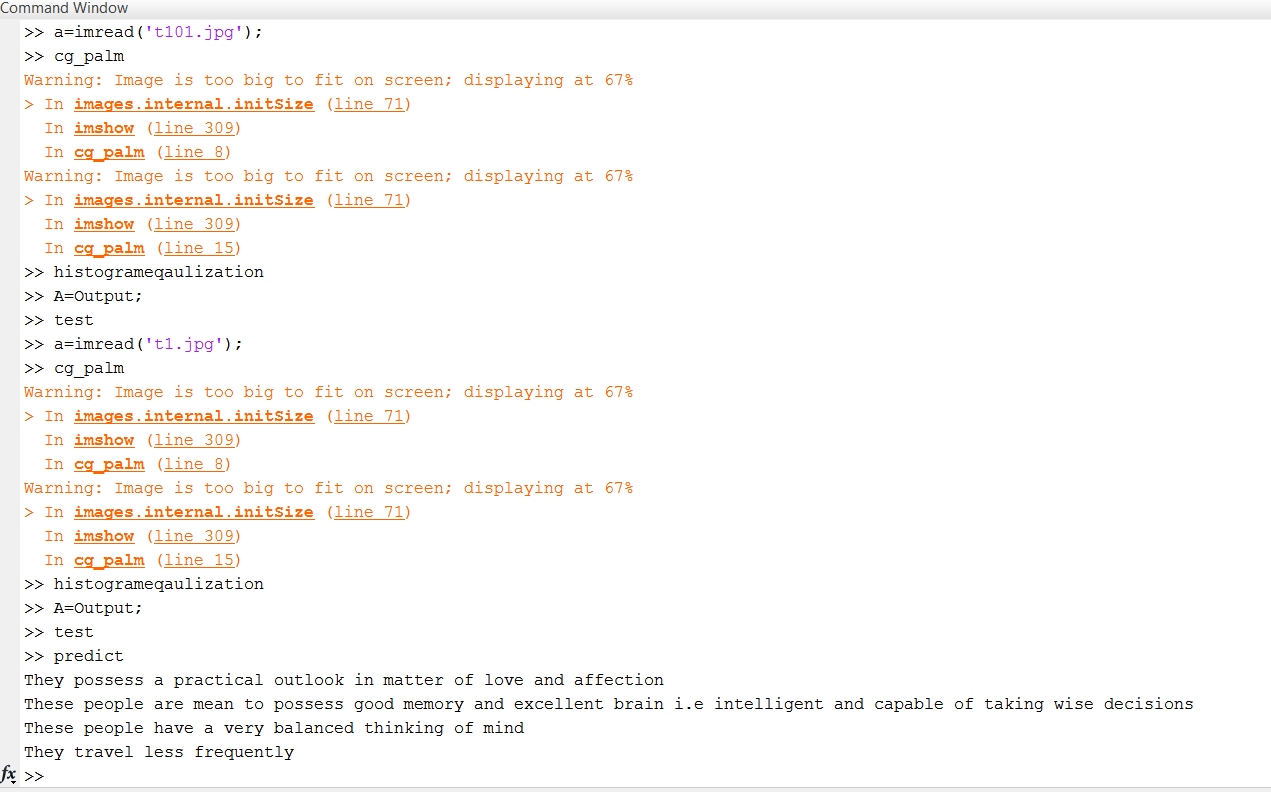 Command Window
>> a=imread('t101.jpg');
>> cg_palm
Warning: Image is too big to fit on screen; displaying at 67%
> In images.internal.initSize (line 71)
In imshow (line 309)
In cg_palm (line 8)
Warning: Image is too big to fit on screen; displaying at 67%
> In images.internal.initSize (line 71)
In imshow (line 309)
In cg_palm (line 15)
>> histogrameqaulization
>> A=Output;
>> test
>> a=imread('t1.jpg');
>> cg_palm
Warning: Image is too big to fit on screen; displaying at 67%
> In images.internal.initSize (line 71)
In imshow (line 309)
In cg_palm (line 8)
Warning: Image is too big to fit on screen; displaying at 67%
> In images.internal.initSize (line 71)
In imshow (line 309)
In cg_palm (line 15)
>> histogrameqaulization
>> A=Output;
>> test
>> predict
They possess a practical outlook in matter of love and affection
These people are mean to possess good memory and excellent brain i.e intelligent and capable of taking wise decisions
These people have a very balanced thinking of mind
They travel less frequently
fx >>